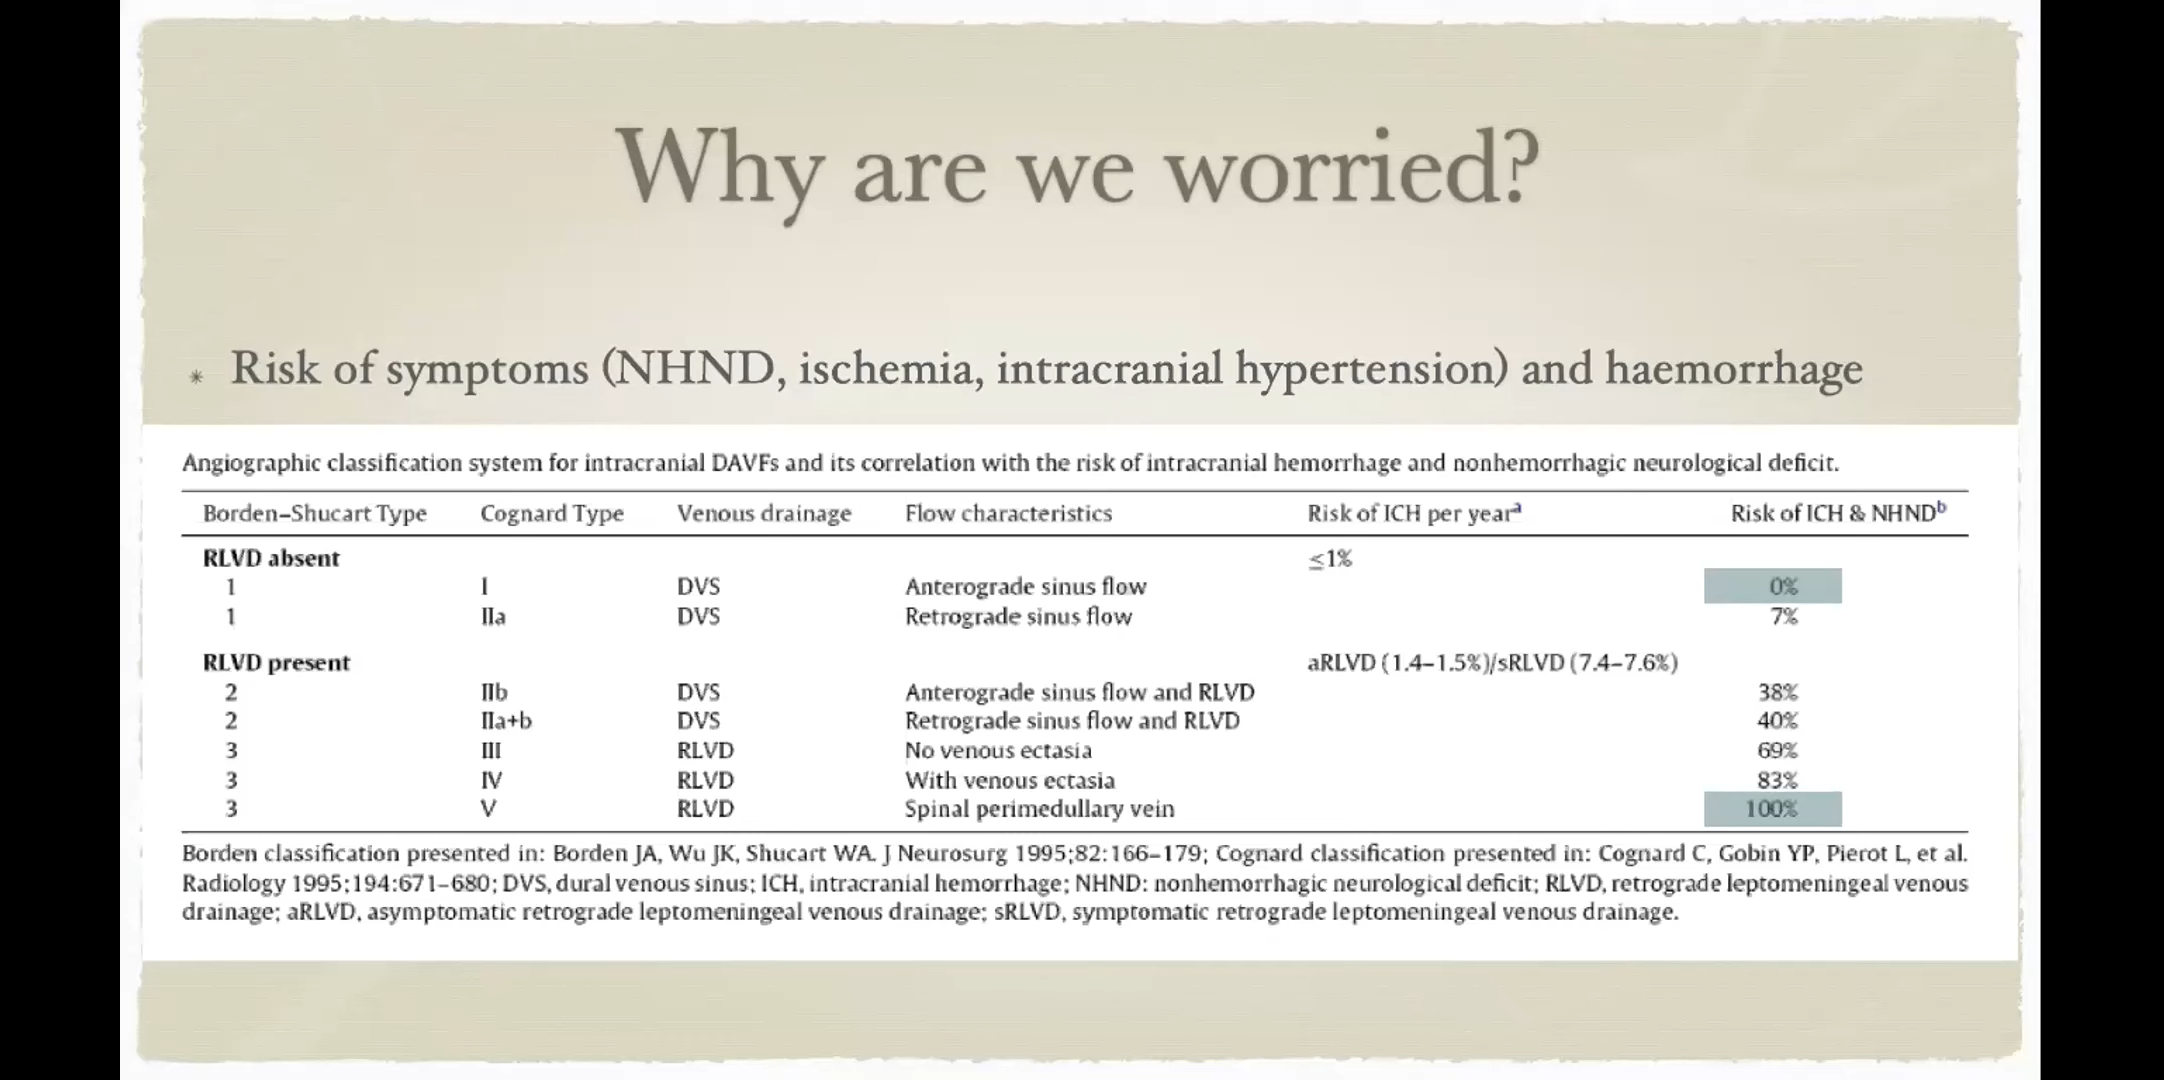 Why are we worried?
* Risk of symptoms (NHND, ischemia, intracranial hypertension) and haemorrhage
Angiographic classification system for intracranial DAVFs and its correlation with the risk of intracranial hemorrhage and nonhemorrhagic neurological deficit.
Borden–Shucart Type Cognard Type Venous drainage Flow characteristics Risk of ICH per yearᵃ Risk of ICH & NHNDᵇ
RLVD absent ≤1%
1 I DVS Anterograde sinus flow 0%
1 IIa DVS Retrograde sinus flow 7%
RLVD present aRLVD (1.4–1.5%)/sRLVD (7.4–7.6%)
2 IIb DVS Anterograde sinus flow and RLVD 38%
2 IIa+b DVS Retrograde sinus flow and RLVD 40%
3 III RLVD No venous ectasia 69%
3 IV RLVD With venous ectasia 83%
3 V RLVD Spinal perimedullary vein 100%
Borden classification presented in: Borden JA, Wu JK, Shucart WA. J Neurosurg 1995;82:166–179; Cognard classification presented in: Cognard C, Gobin YP, Pierot L, et al.
Radiology 1995;194:671–680; DVS, dural venous sinus; ICH, intracranial hemorrhage; NHND: nonhemorrhagic neurological deficit; RLVD, retrograde leptomeningeal venous
drainage; aRLVD, asymptomatic retrograde leptomeningeal venous drainage; sRLVD, symptomatic retrograde leptomeningeal venous drainage.